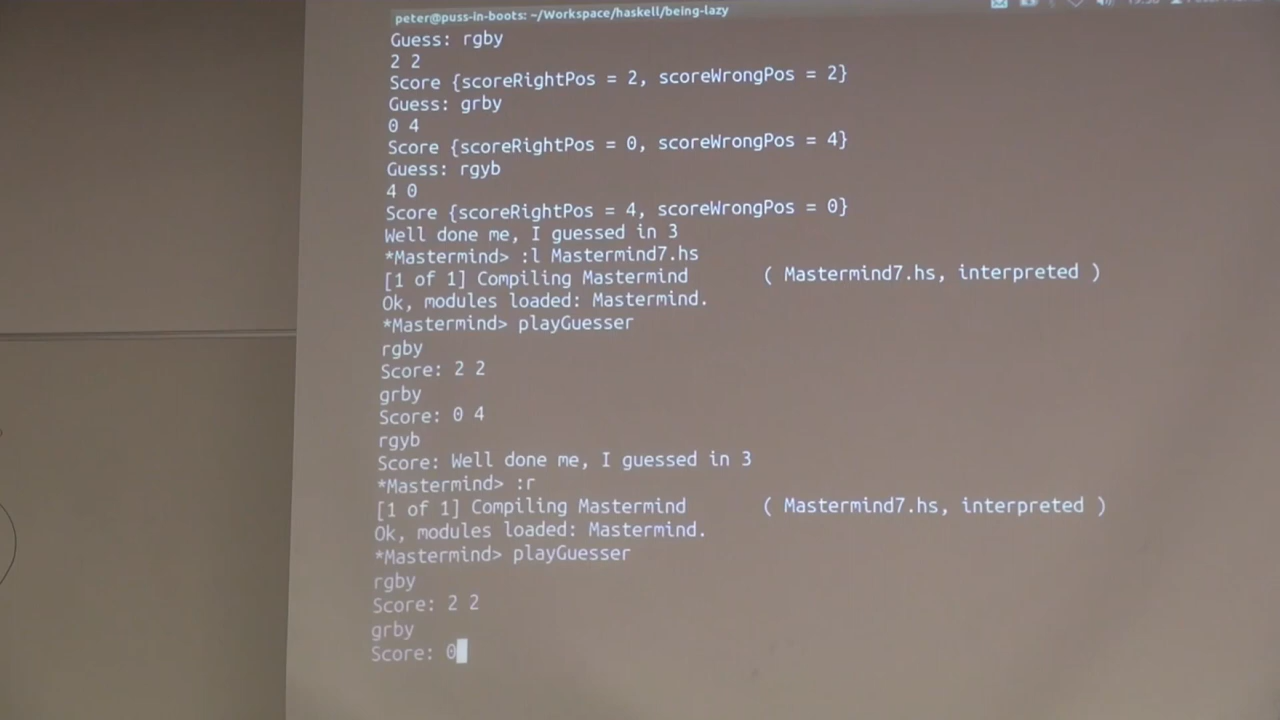 peter@puss-in-boots: ~/Workspace/haskell/being-lazy
Guess: rgby
2 2
Score {scoreRightPos = 2, scoreWrongPos = 2}
Guess: grby
0 4
Score {scoreRightPos = 0, scoreWrongPos = 4}
Guess: rgyb
4 0
Score {scoreRightPos = 4, scoreWrongPos = 0}
Well done me, I guessed in 3
*Mastermind> :l Mastermind7.hs
[1 of 1] Compiling Mastermind ( Mastermind7.hs, interpreted )
Ok, modules loaded: Mastermind.
*Mastermind> playGuesser
rgby
Score: 2 2
grby
Score: 0 4
rgyb
Score: Well done me, I guessed in 3
*Mastermind> :r
[1 of 1] Compiling Mastermind ( Mastermind7.hs, interpreted )
Ok, modules loaded: Mastermind.
*Mastermind> playGuesser
rgby
Score: 2 2
grby
Score: 0